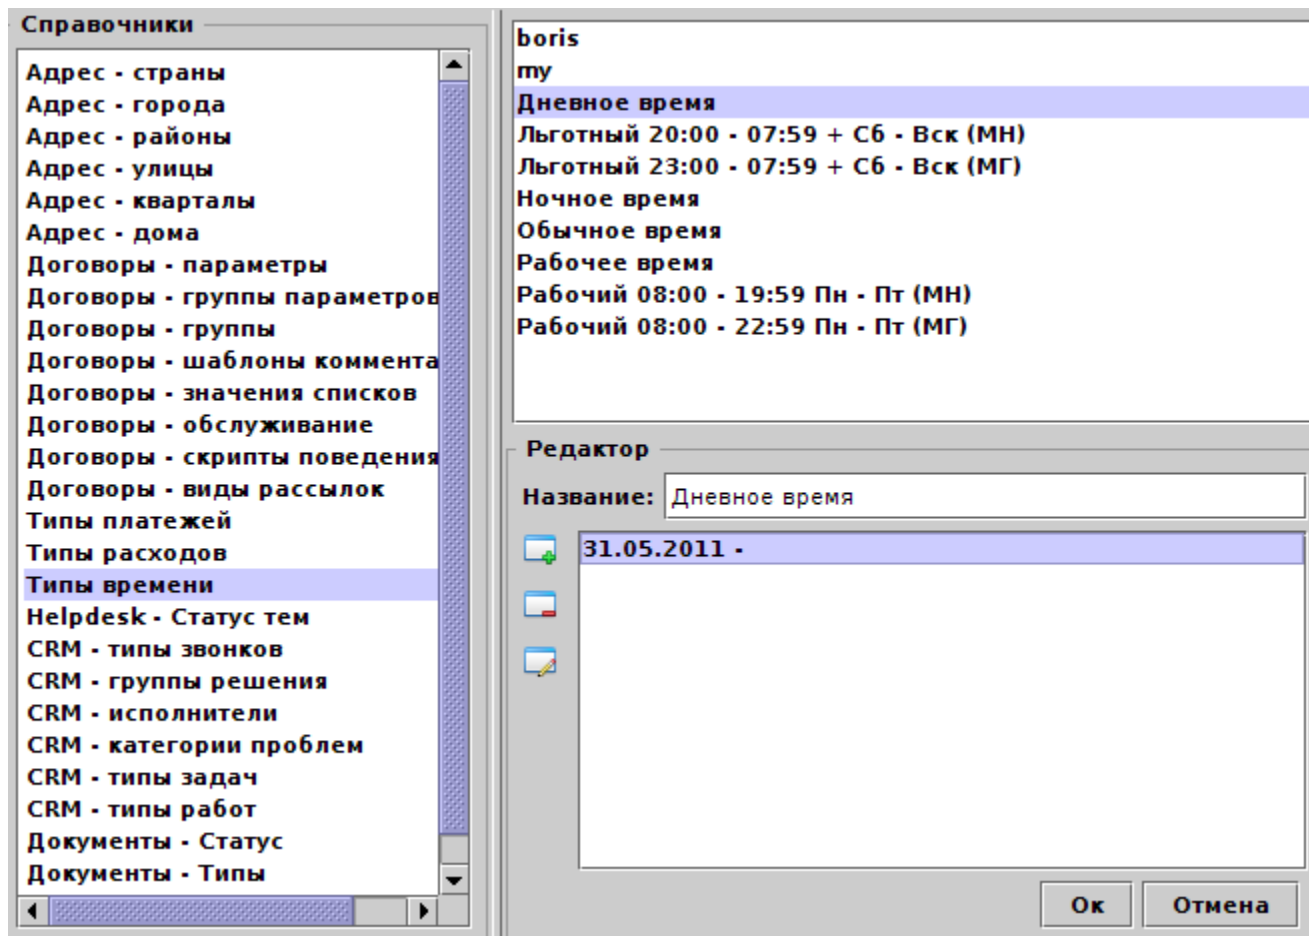 Справочники
Адрес - страны
Адрес - города
Адрес - районы
Адрес - улицы
Адрес - кварталы
Адрес - дома
Договоры - параметры
Договоры - группы параметров
Договоры - группы
Договоры - шаблоны коммента
Договоры - значения списков
Договоры - обслуживание
Договоры - скрипты поведения
Договоры - виды рассылок
Типы платежей
Типы расходов
Типы времени
Helpdesk - Статус тем
CRM - типы звонков
CRM - группы решения
CRM - исполнители
CRM - категории проблем
CRM - типы задач
CRM - типы работ
Документы - Статус
Документы - Типы
boris
my
Дневное время
Льготный 20:00 - 07:59 + Сб - Вск (МН)
Льготный 23:00 - 07:59 + Сб - Вск (МГ)
Ночное время
Обычное время
Рабочее время
Рабочий 08:00 - 19:59 Пн - Пт (МН)
Рабочий 08:00 - 22:59 Пн - Пт (МГ)
Редактор
Название: Дневное время
31.05.2011 -
Ок Отмена